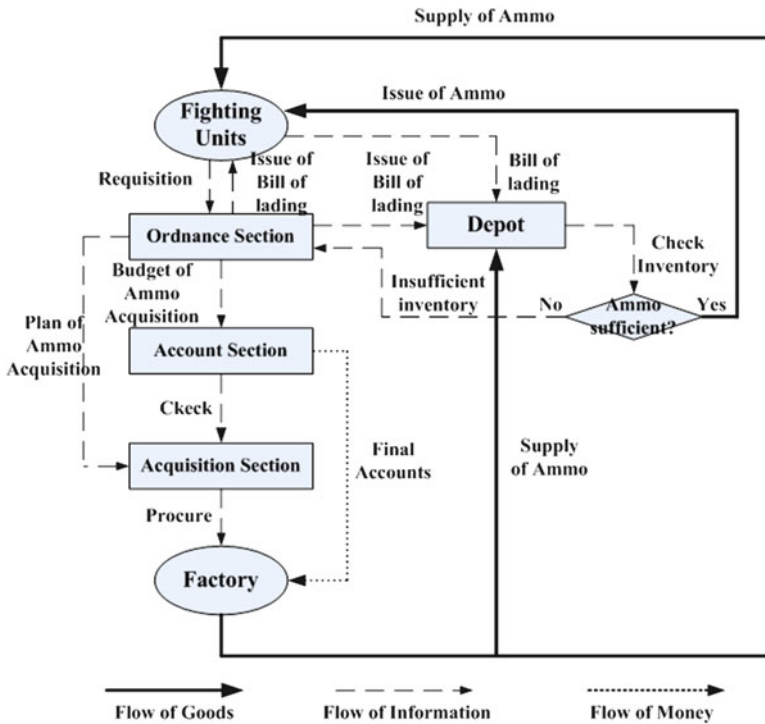 Supply of Ammo
Issue of Ammo
Fighting
Units
Requisition
Issue of
Bill of
lading
Issue of
Bill of
lading
Bill of
lading
Ordnance Section
Depot
Check
Inventory
Budget of
Ammo
Acquisition
Insufficient
inventory
No
Ammo
sufficient?
Yes
Plan of
Ammo
Acquisition
Account Section
Ckeck
Final
Accounts
Supply
of Ammo
Acquisition Section
Procure
Factory
Flow of Goods
Flow of Information
Flow of Money